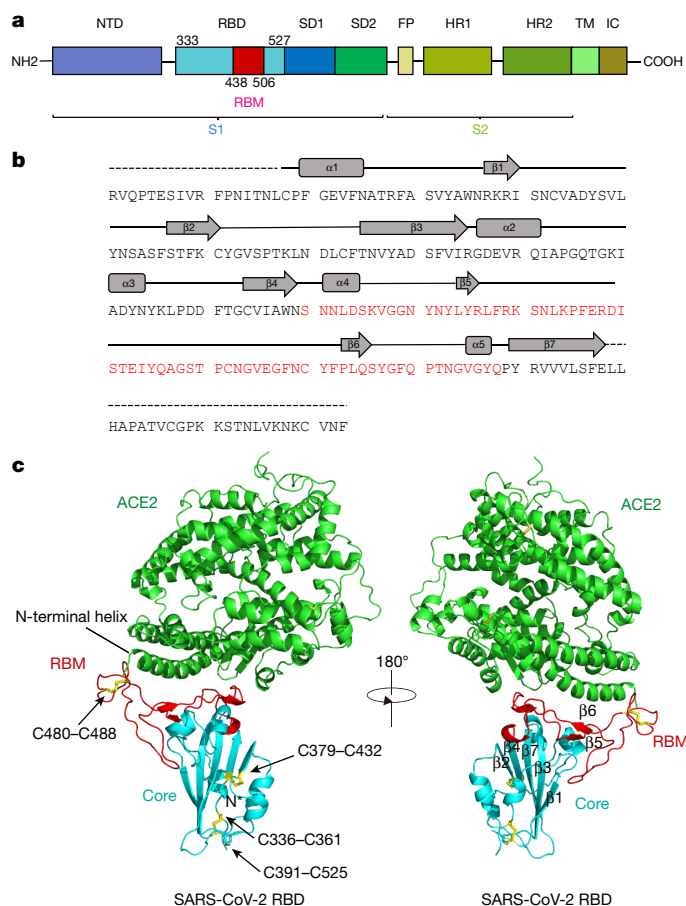 a
NTD RBD SD1 SD2 FP HR1 HR2 TM IC
333 527
NH2 COOH
438 506
RBM
S1 S2
b
α1 β1
RVQPTESIVR FPNITNLCPF GEVFNATRFA SVYAWNRKRI SNCVADYSVL
β2 β3 α2
YNSASFSTFK CYGVSPTKLN DLCFTNVYAD SFVIRGDEVR QIAPGQTGKI
α3 β4 α4 β5
ADYNYKLPDD FTGCVIAWNS NNLDSKVGGN YNYLYRLFRK SNLKPFERDI
β6 α5 β7
STEIYQAGST PCNGVEGFNC YFPLQSYGFQ PTNGVGYQPY RVVVLSFELL
HAPATVCGPK KSTNLVKNKC VNF
c
ACE2
ACE2
N-terminal helix
RBM
180°
C480–C488
β6
RBM
β5
β4
β7
β2
β3
C379–C432
Core
N*
β1
Core
C336–C361
C391–C525
SARS-CoV-2 RBD
SARS-CoV-2 RBD